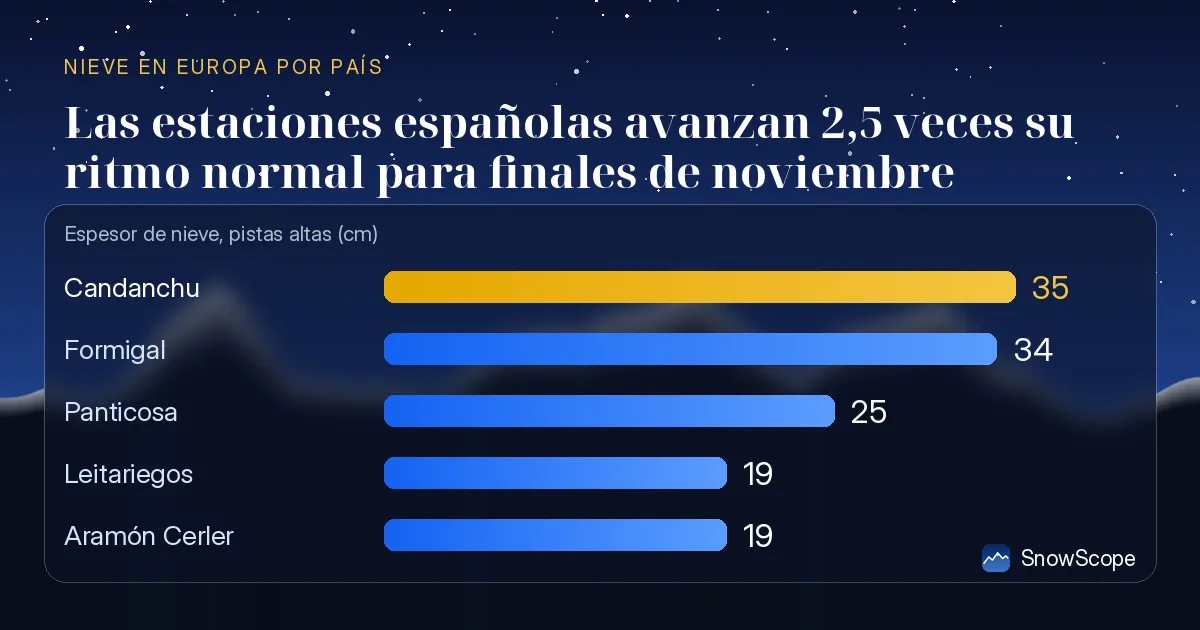 NIEVE EN EUROPA POR PAÍS
Las estaciones españolas avanzan 2,5 veces su
ritmo normal para finales de noviembre
Espesor de nieve, pistas altas (cm)
Candanchu 35
Formigal 34
Panticosa 25
Leitariegos 19
Aramón Cerler 19
SnowScope